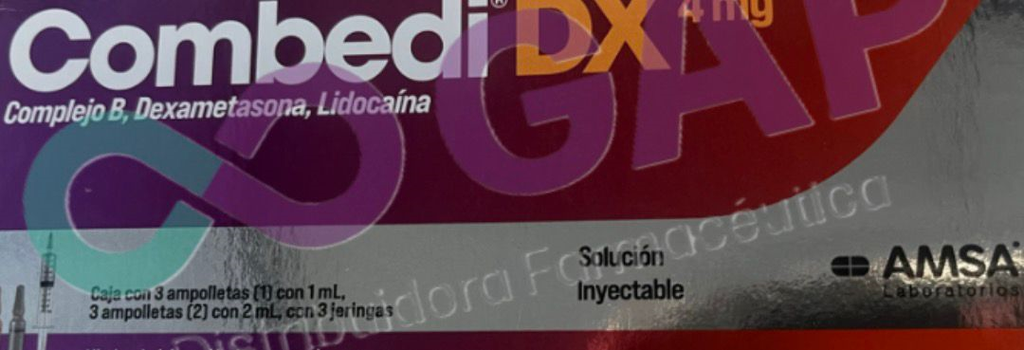 Combedi® DX 4 mg
Complejo B, Dexametasona, Lidocaína
GAP
Distribuidora Farmacéutica
Solución
Inyectable
AMSA
Laboratorios
Caja con 3 ampolletas (1) con 1 mL,
3 ampolletas (2) con 2 mL, con 3 jeringas